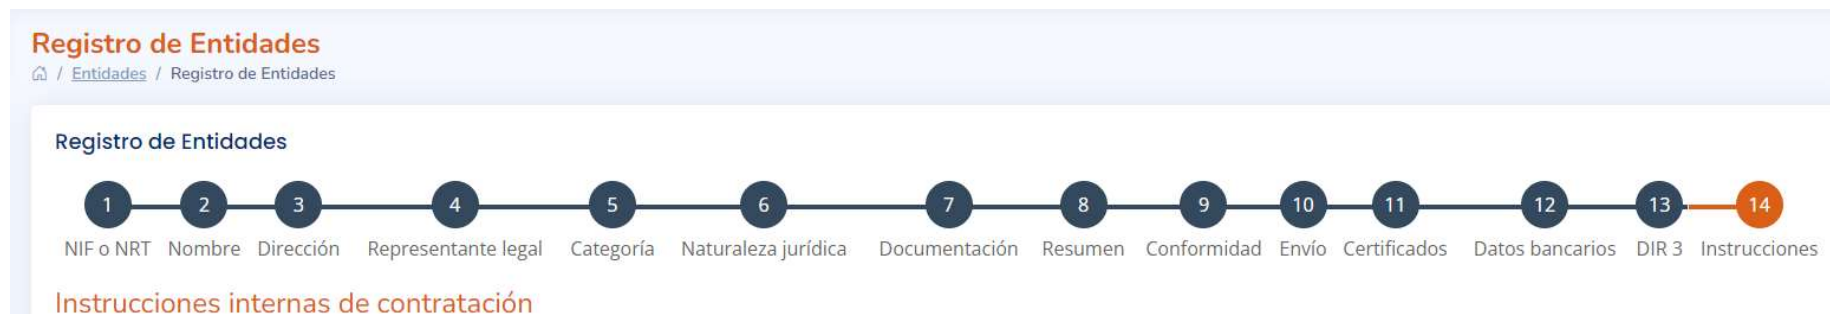 Registro de Entidades
/ Entidades / Registro de Entidades
Registro de Entidades
1 2 3 4 5 6 7 8 9 10 11 12 13 14
NIF o NRT Nombre Dirección Representante legal Categoría Naturaleza jurídica Documentación Resumen Conformidad Envío Certificados Datos bancarios DIR 3 Instrucciones
Instrucciones internas de contratación